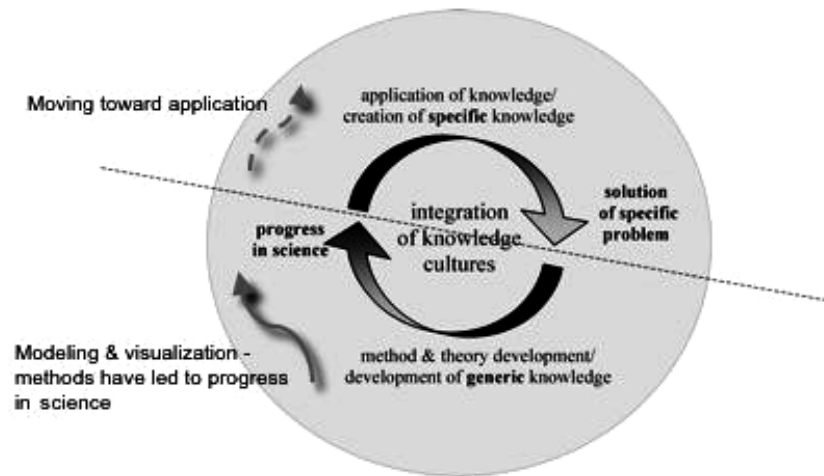 application of knowledge/
creation of specific knowledge
Moving toward application
solution
of specific
problem
integration
of knowledge
cultures
progress
in science
method & theory development/
development of generic knowledge
Modeling & visualization -
methods have led to progress
in science